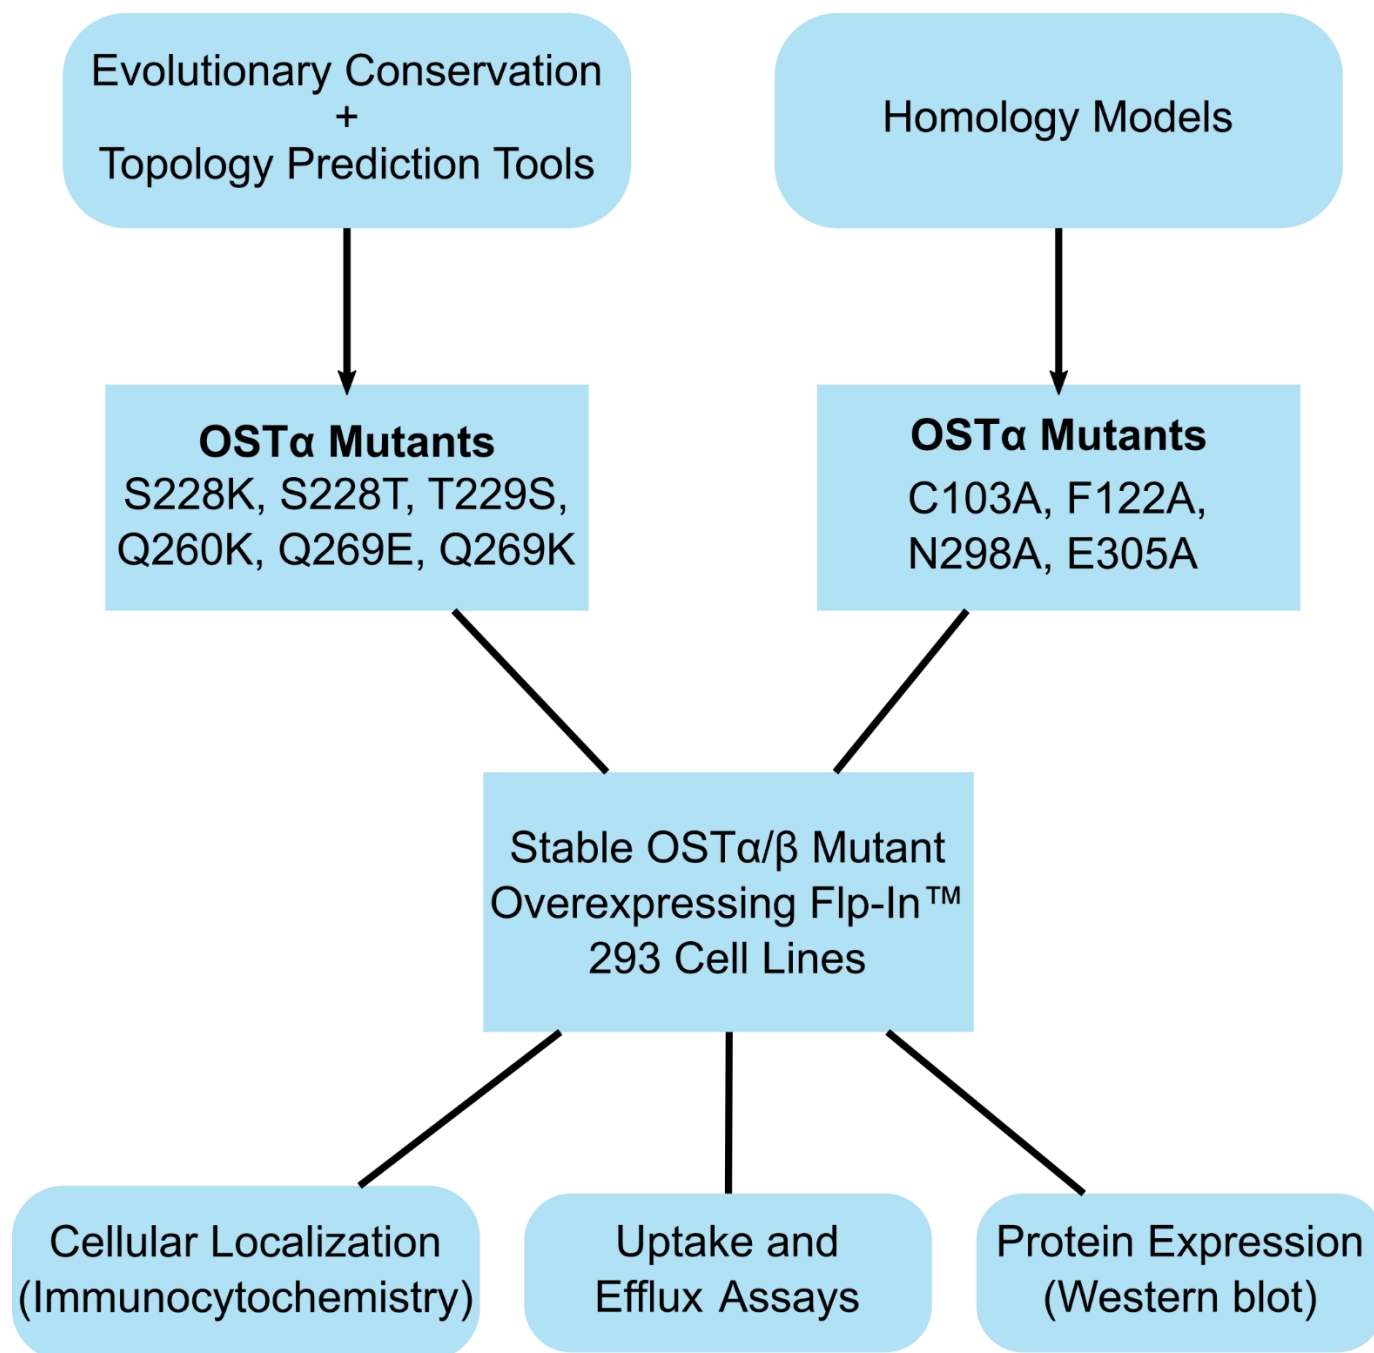 Evolutionary Conservation
+
Topology Prediction Tools
Homology Models
OSTα Mutants
S228K, S228T, T229S,
Q260K, Q269E, Q269K
OSTα Mutants
C103A, F122A,
N298A, E305A
Stable OSTα/β Mutant
Overexpressing Flp-In™
293 Cell Lines
Cellular Localization
(Immunocytochemistry)
Uptake and
Efflux Assays
Protein Expression
(Western blot)